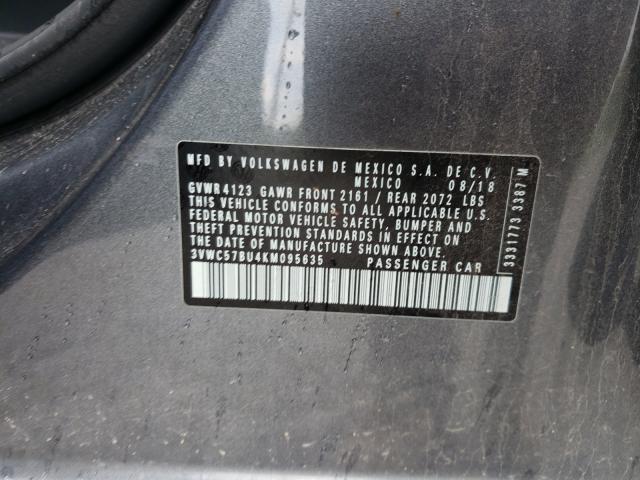 MFD BY VOLKSWAGEN DE MEXICO S.A. DE C.V.
MEXICO 08/18
GVWR4123 GAWR FRONT 2161 / REAR 2072 LBS
THIS VEHICLE CONFORMS TO ALL APPLICABLE U.S.
FEDERAL MOTOR VEHICLE SAFETY, BUMPER AND
THEFT PREVENTION STANDARDS IN EFFECT ON
THE DATE OF MANUFACTURE SHOWN ABOVE.
3VWC57BU4KM095635 PASSENGER CAR
3331773 3387 M